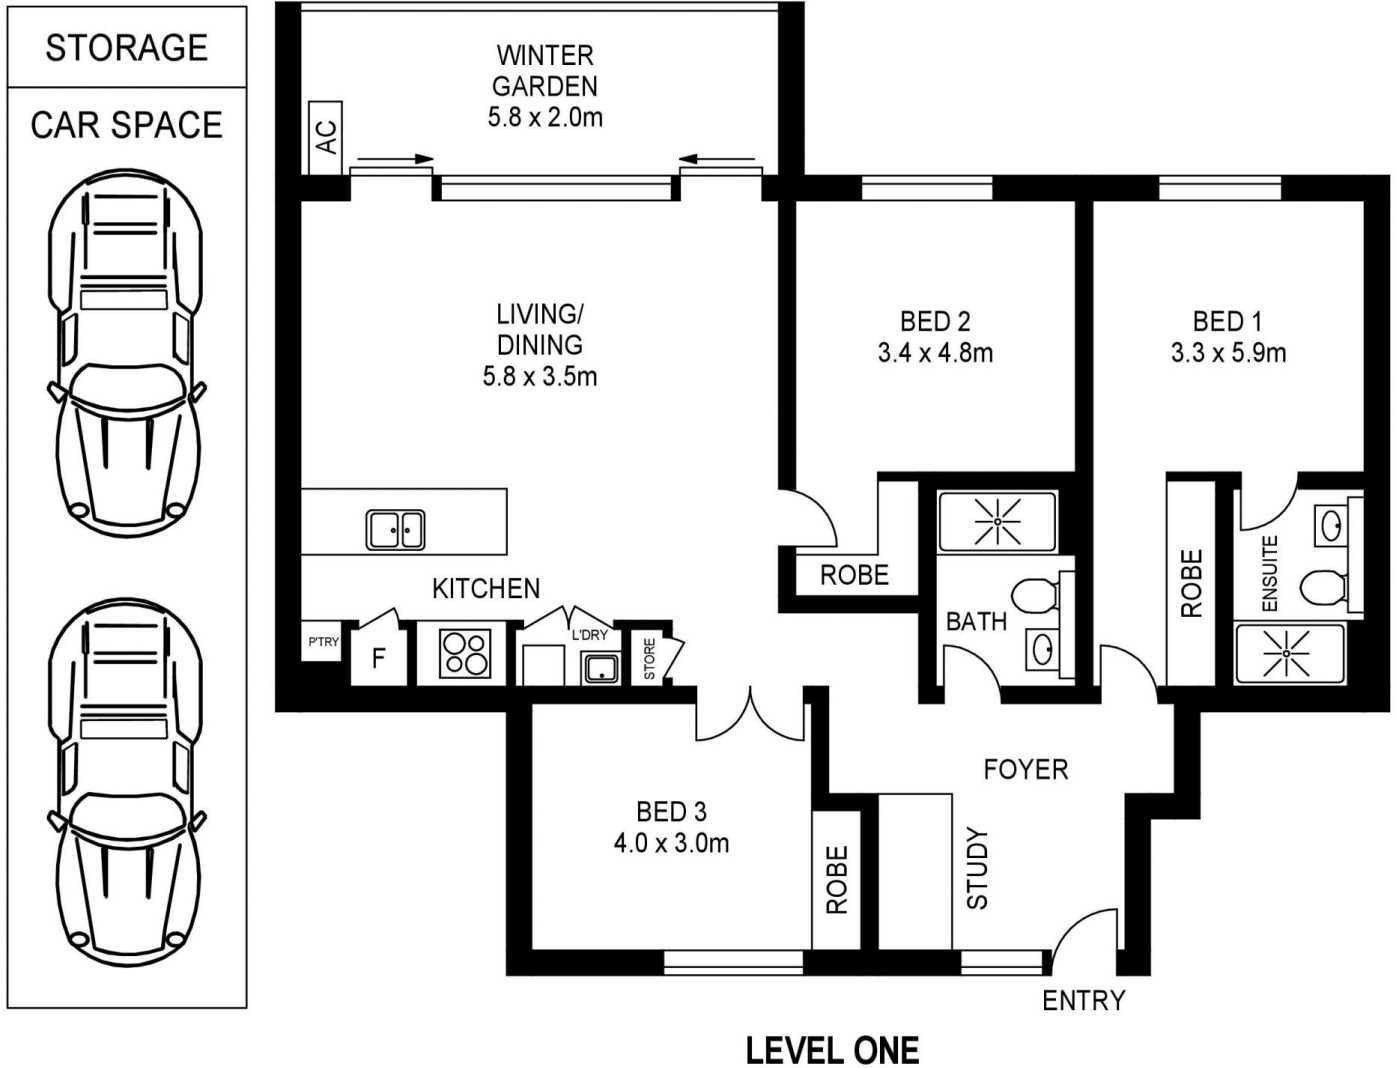 STORAGE
CAR SPACE
WINTER
GARDEN
5.8 x 2.0m
AC
LIVING/
DINING
5.8 x 3.5m
BED 2
3.4 x 4.8m
BED 1
3.3 x 5.9m
KITCHEN
ROBE
BATH
ROBE
ENSUITE
P'TRY
F
L'DRY
STORE
FOYER
BED 3
4.0 x 3.0m
ROBE
STUDY
ENTRY
LEVEL ONE